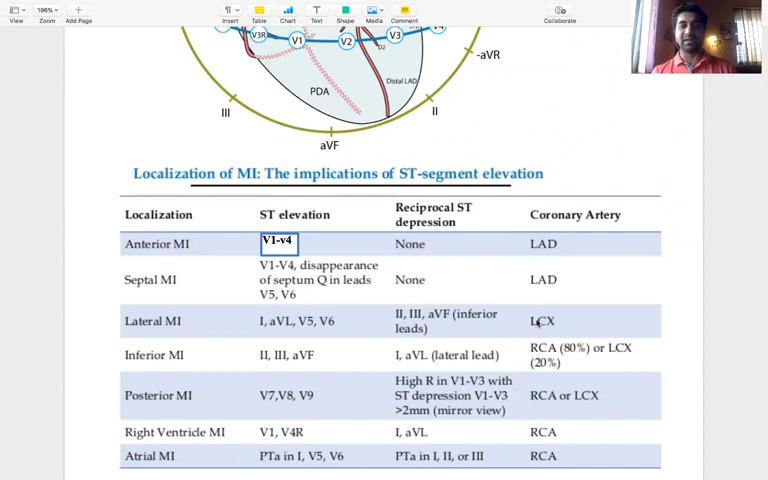 196%
View Zoom Add Page Insert Table Chart Text Shape Media Comment Collaborate
V3R V1 V2 V3 V4
D2
-aVR
Distal LAD
PDA
III II
aVF
Localization of MI: The implications of ST-segment elevation
Localization ST elevation Reciprocal ST depression Coronary Artery
Anterior MI V1-v4 None LAD
Septal MI V1-V4, disappearance of septum Q in leads V5, V6 None LAD
Lateral MI I, aVL, V5, V6 II, III, aVF (inferior leads) LCX
Inferior MI II, III, aVF I, aVL (lateral lead) RCA (80%) or LCX (20%)
Posterior MI V7,V8, V9 High R in V1-V3 with ST depression V1-V3 >2mm (mirror view) RCA or LCX
Right Ventricle MI V1, V4R I, aVL RCA
Atrial MI PTa in I, V5, V6 PTa in I, II, or III RCA